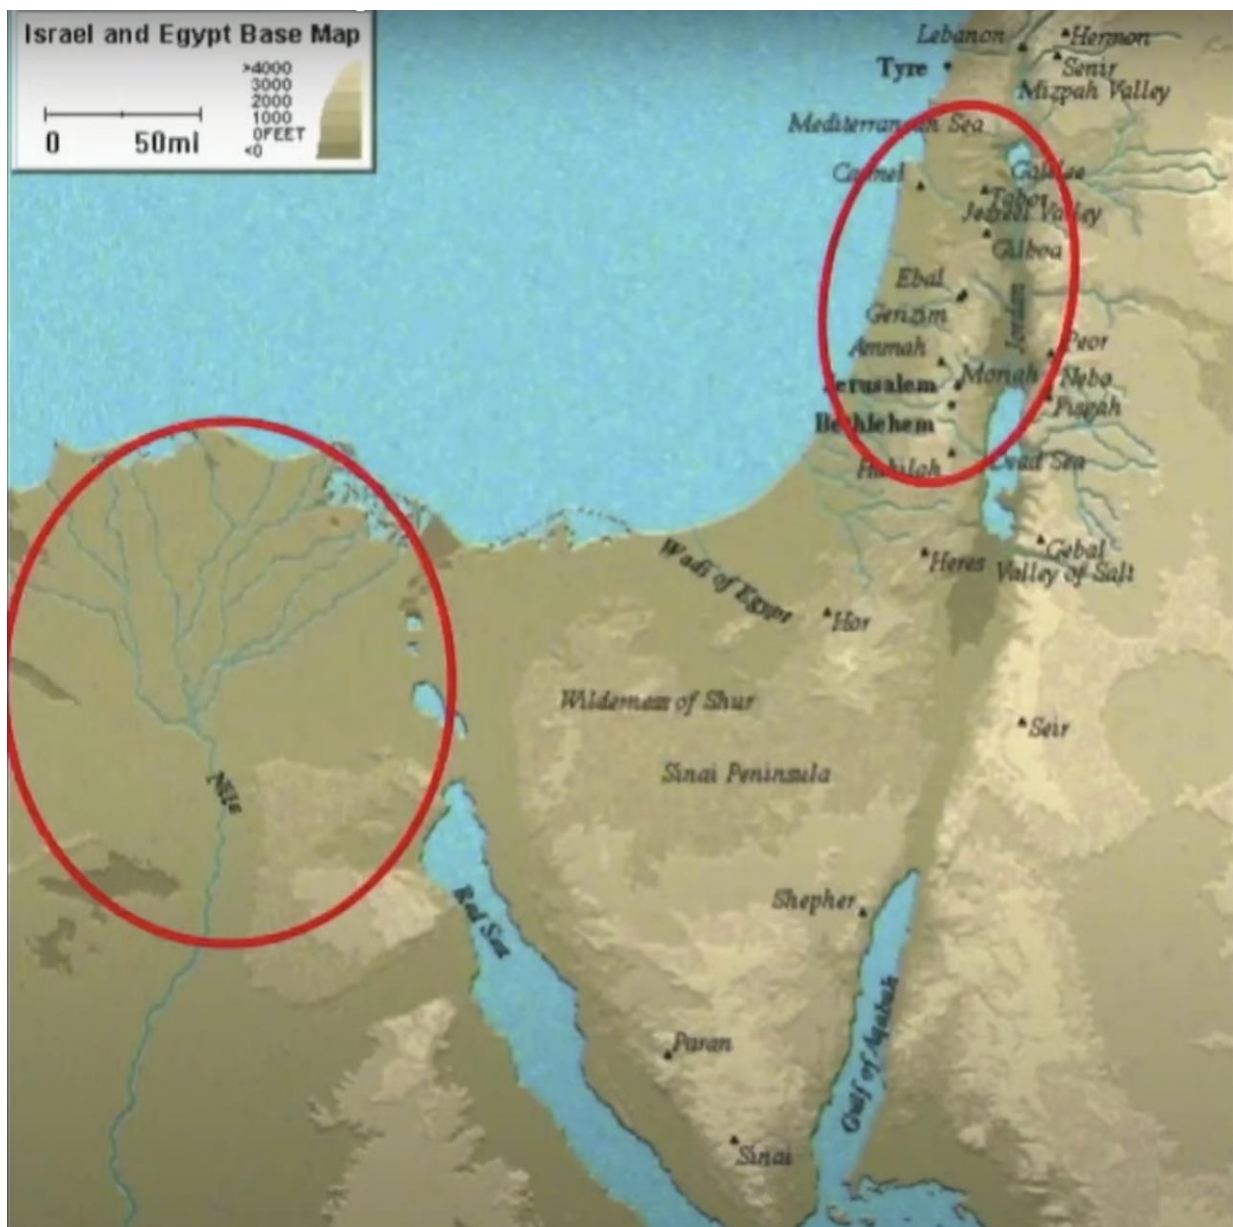 Israel and Egypt Base Map
>4000
3000
2000
1000
0FEET
<0
0 50mi
Lebanon
Hermon
Tyre
Senir
Mizpah Valley
Mediterranean Sea
Carmel
Galilee
Tabor
Jezreel Valley
Gilboa
Ebal
Gerizim
Jordan
Ammah
Peor
Jerusalem
Moriah
Nebo
Pisgah
Bethlehem
Hakilah
Dead Sea
Wadi of Egypt
Heres
Gebal
Valley of Salt
Hor
Wilderness of Shur
Seir
Sinai Peninsula
Nile
Shepher
Red Sea
Paran
Gulf of Aqabah
Sinai